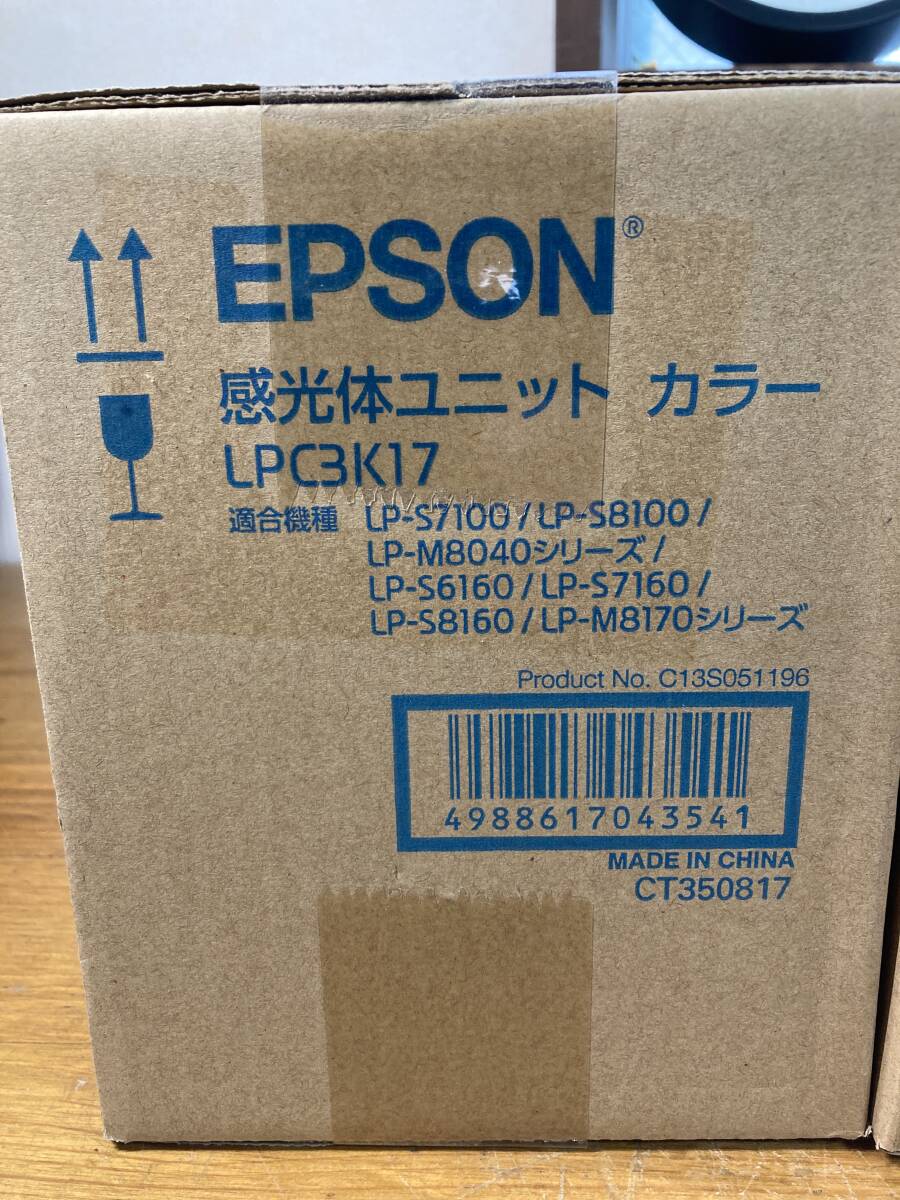 EPSON®
感光体ユニット カラー
LPC3K17
適合機種 LP-S7100 / LP-S8100 /
LP-M8040シリーズ /
LP-S6160 / LP-S7160 /
LP-S8160 / LP-M8170シリーズ
Product No. C13S051196
4988617043541
MADE IN CHINA
CT350817